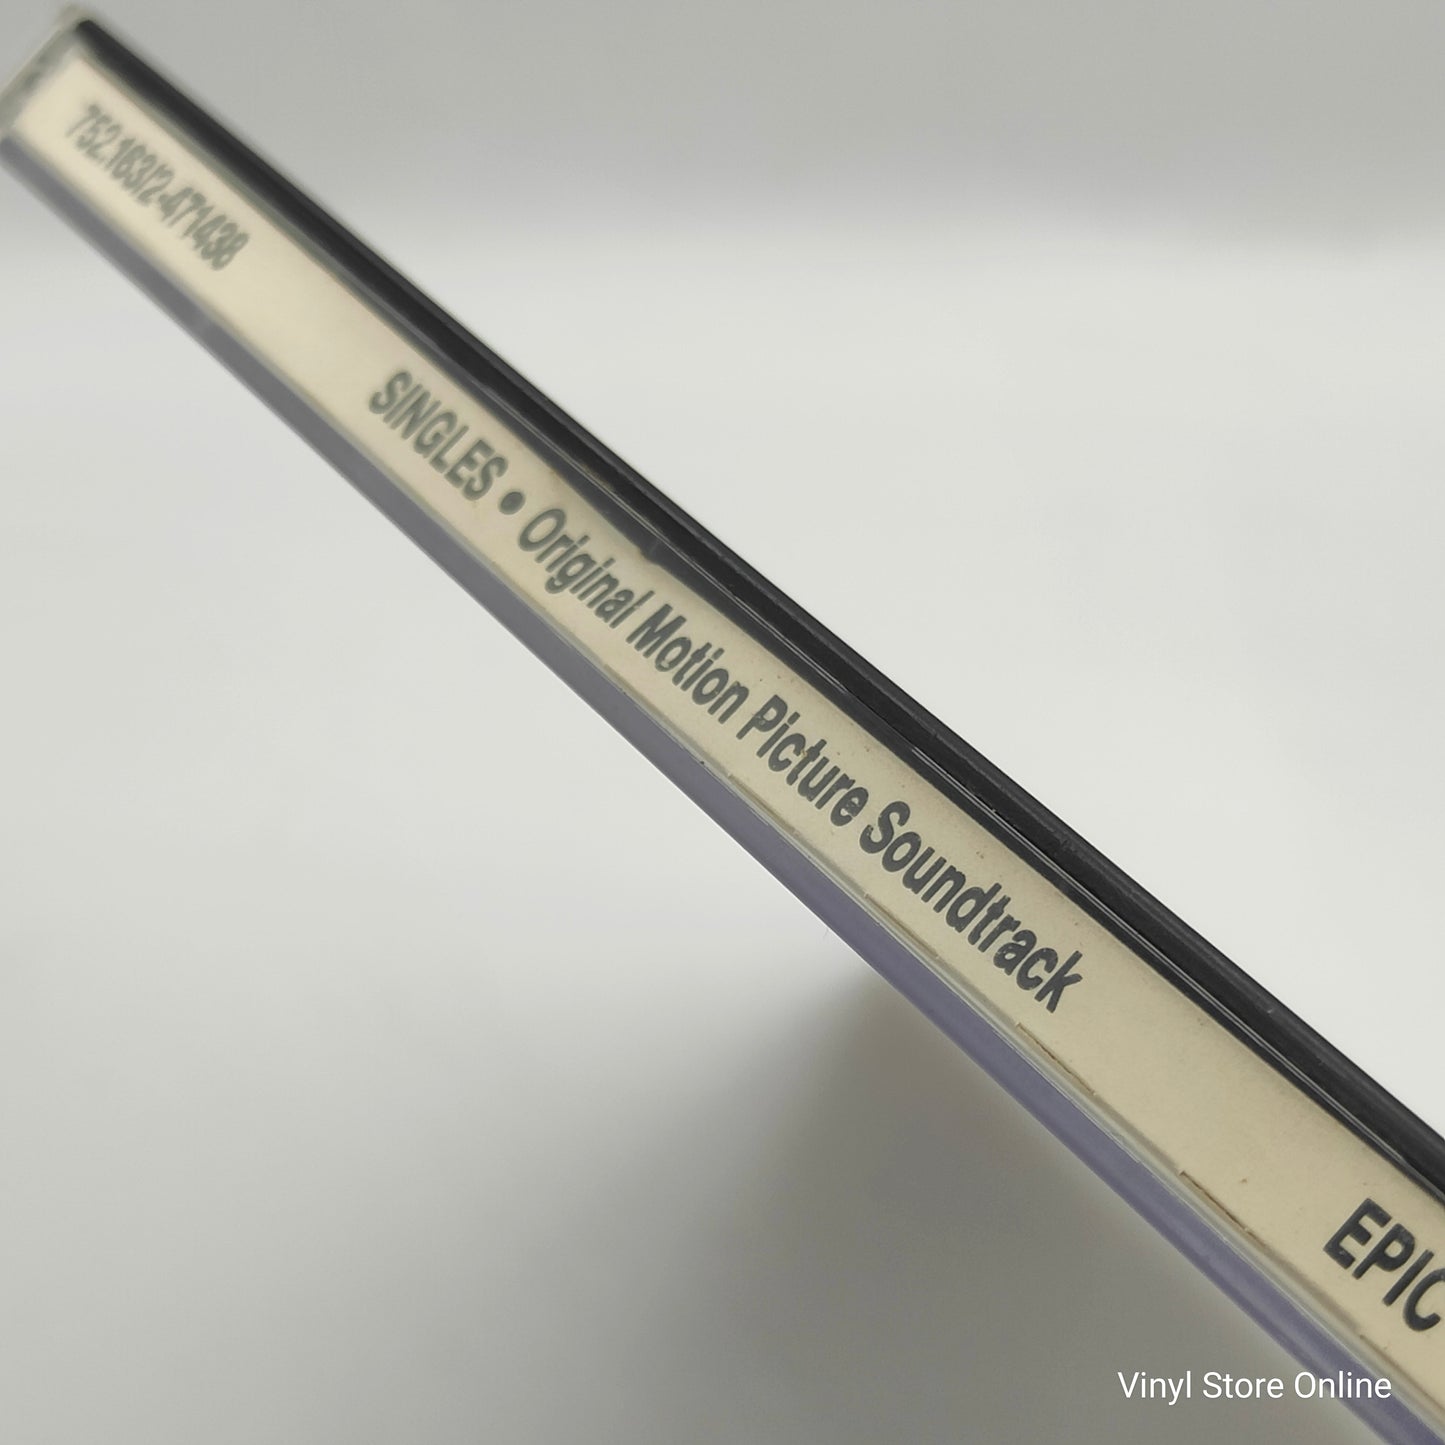 752.163/2-471438
SINGLES • Original Motion Picture Soundtrack
EPIC
Vinyl Store Online